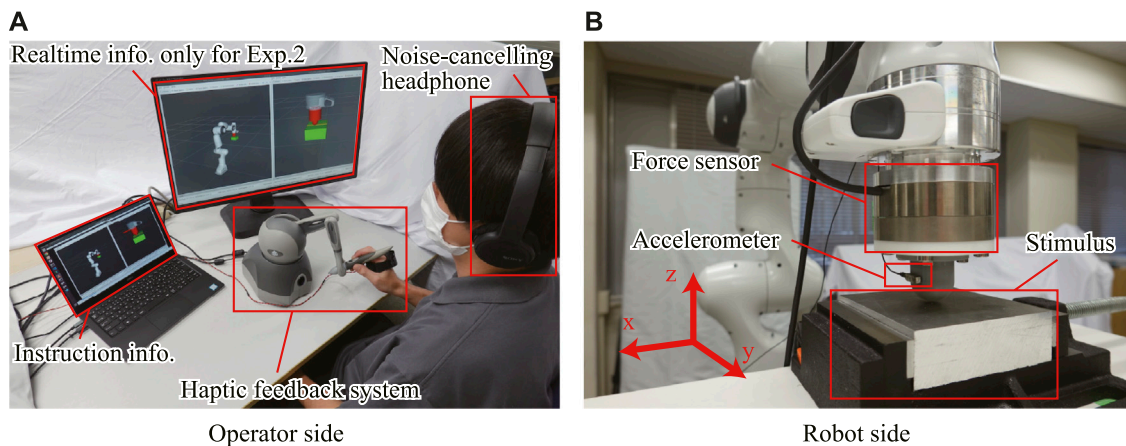 A
Realtime info. only for Exp.2
Noise-cancelling
headphone
Instruction info.
Haptic feedback system
Operator side
B
Force sensor
Accelerometer
Stimulus
z
x
y
Robot side